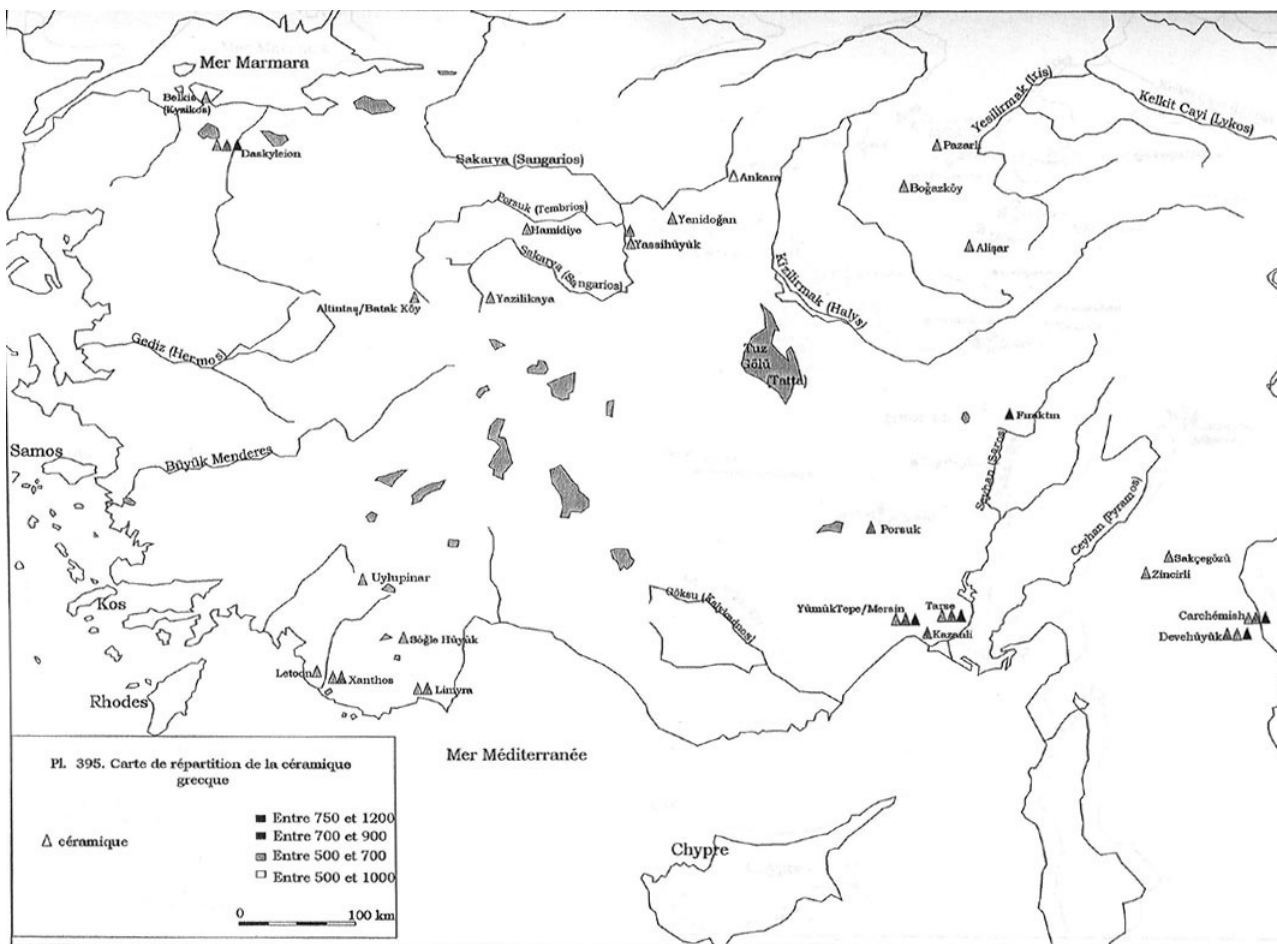 Mer Marmara
Belkis
(Kyzikos)
Daskyleion
Sakarya (Sangarios)
Ankara
Yesilirmak (Iris)
Kelkit Cayi (Lykos)
Pazarli
Boğazköy
Porsuk (Tembrios)
Hamidiye
Yenidoğan
Yassihüyük
Alişar
Sakarya (Sangarios)
Kizilirmak (Halys)
Altintaş/Batak Köy
Yazilikaya
Gediz (Hermos)
Tuz
Gölü
(Tatta)
Firaktin
Samos
Büyük Menderes
Seyhan (Saros)
Ceyhan (Pyramos)
Porsuk
Sakçegözü
Zincirli
Uylupinar
Kos
Göksu (Kalykadnos)
YümükTepe/Mersin
Tarse
Kazanli
Carchémish
Devehüyük
Söğle Hüyük
Letoon
Xanthos
Limyra
Rhodes
Mer Méditerranée
Chypre
Pl. 395. Carte de répartition de la céramique
grecque
céramique
Entre 750 et 1200
Entre 700 et 900
Entre 500 et 700
Entre 500 et 1000
0 100 km